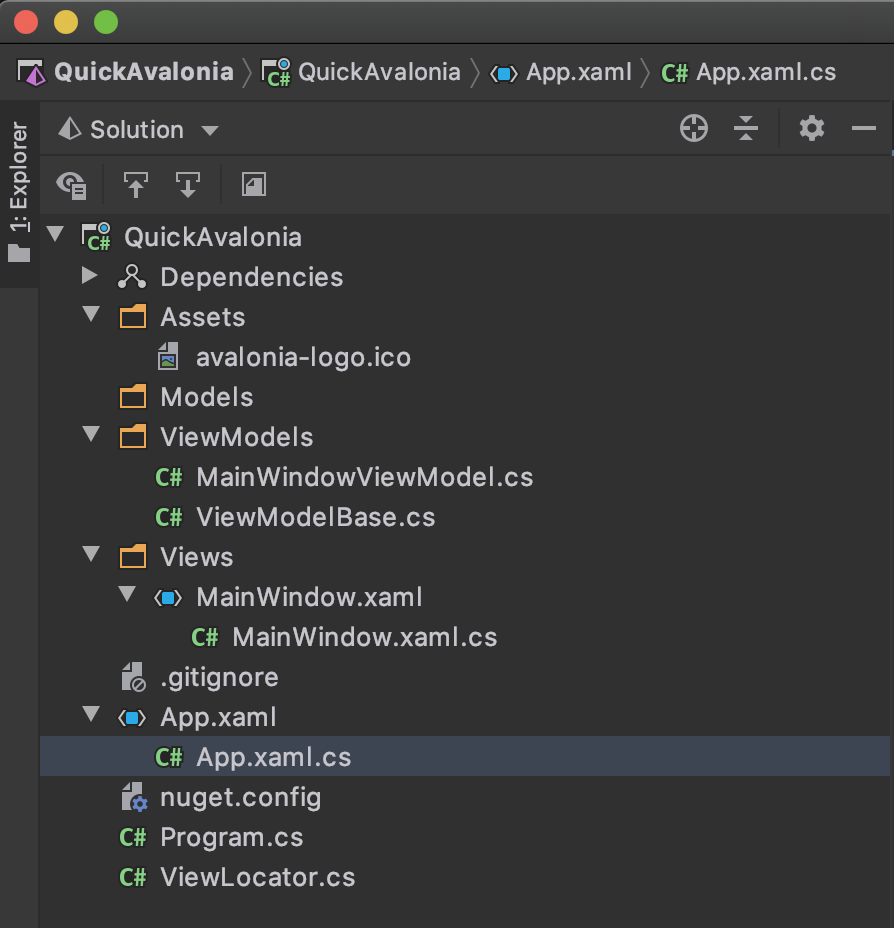 QuickAvalonia QuickAvalonia App.xaml C# App.xaml.cs
1: Explorer
Solution
C# QuickAvalonia
Dependencies
Assets
avalonia-logo.ico
Models
ViewModels
C# MainWindowViewModel.cs
C# ViewModelBase.cs
Views
MainWindow.xaml
C# MainWindow.xaml.cs
.gitignore
App.xaml
C# App.xaml.cs
nuget.config
C# Program.cs
C# ViewLocator.cs